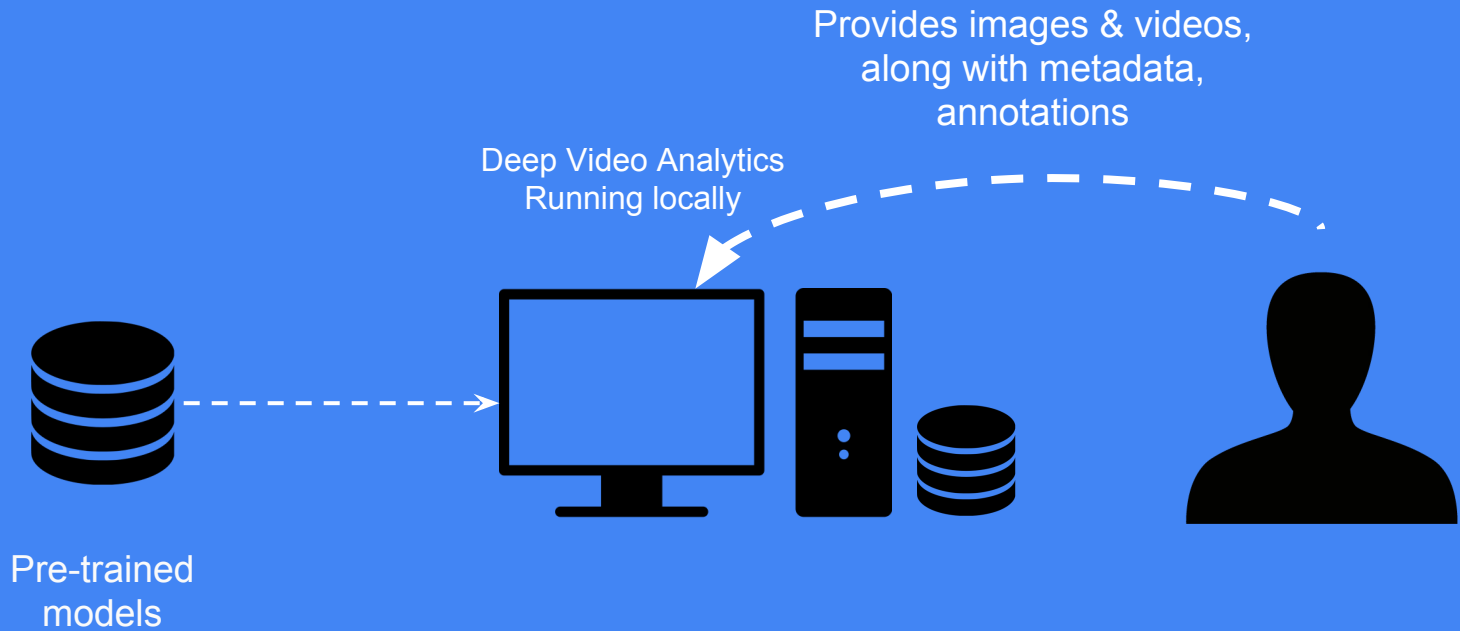 Provides images & videos,
along with metadata,
annotations
Deep Video Analytics
Running locally
Pre-trained
models